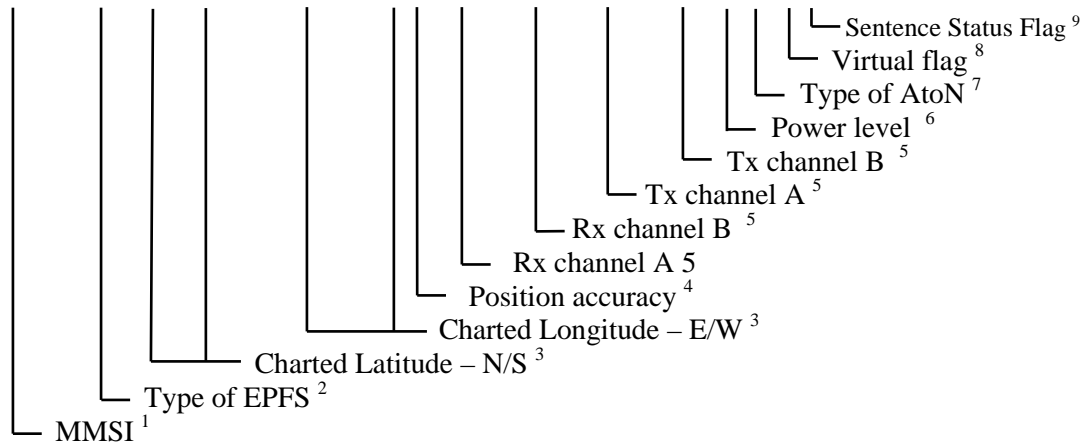 Sentence Status Flag 9
Virtual flag 8
Type of AtoN 7
Power level 6
Tx channel B 5
Tx channel A 5
Rx channel B 5
Rx channel A 5
Position accuracy 4
Charted Longitude – E/W 3
Charted Latitude – N/S 3
Type of EPFS 2
MMSI 1